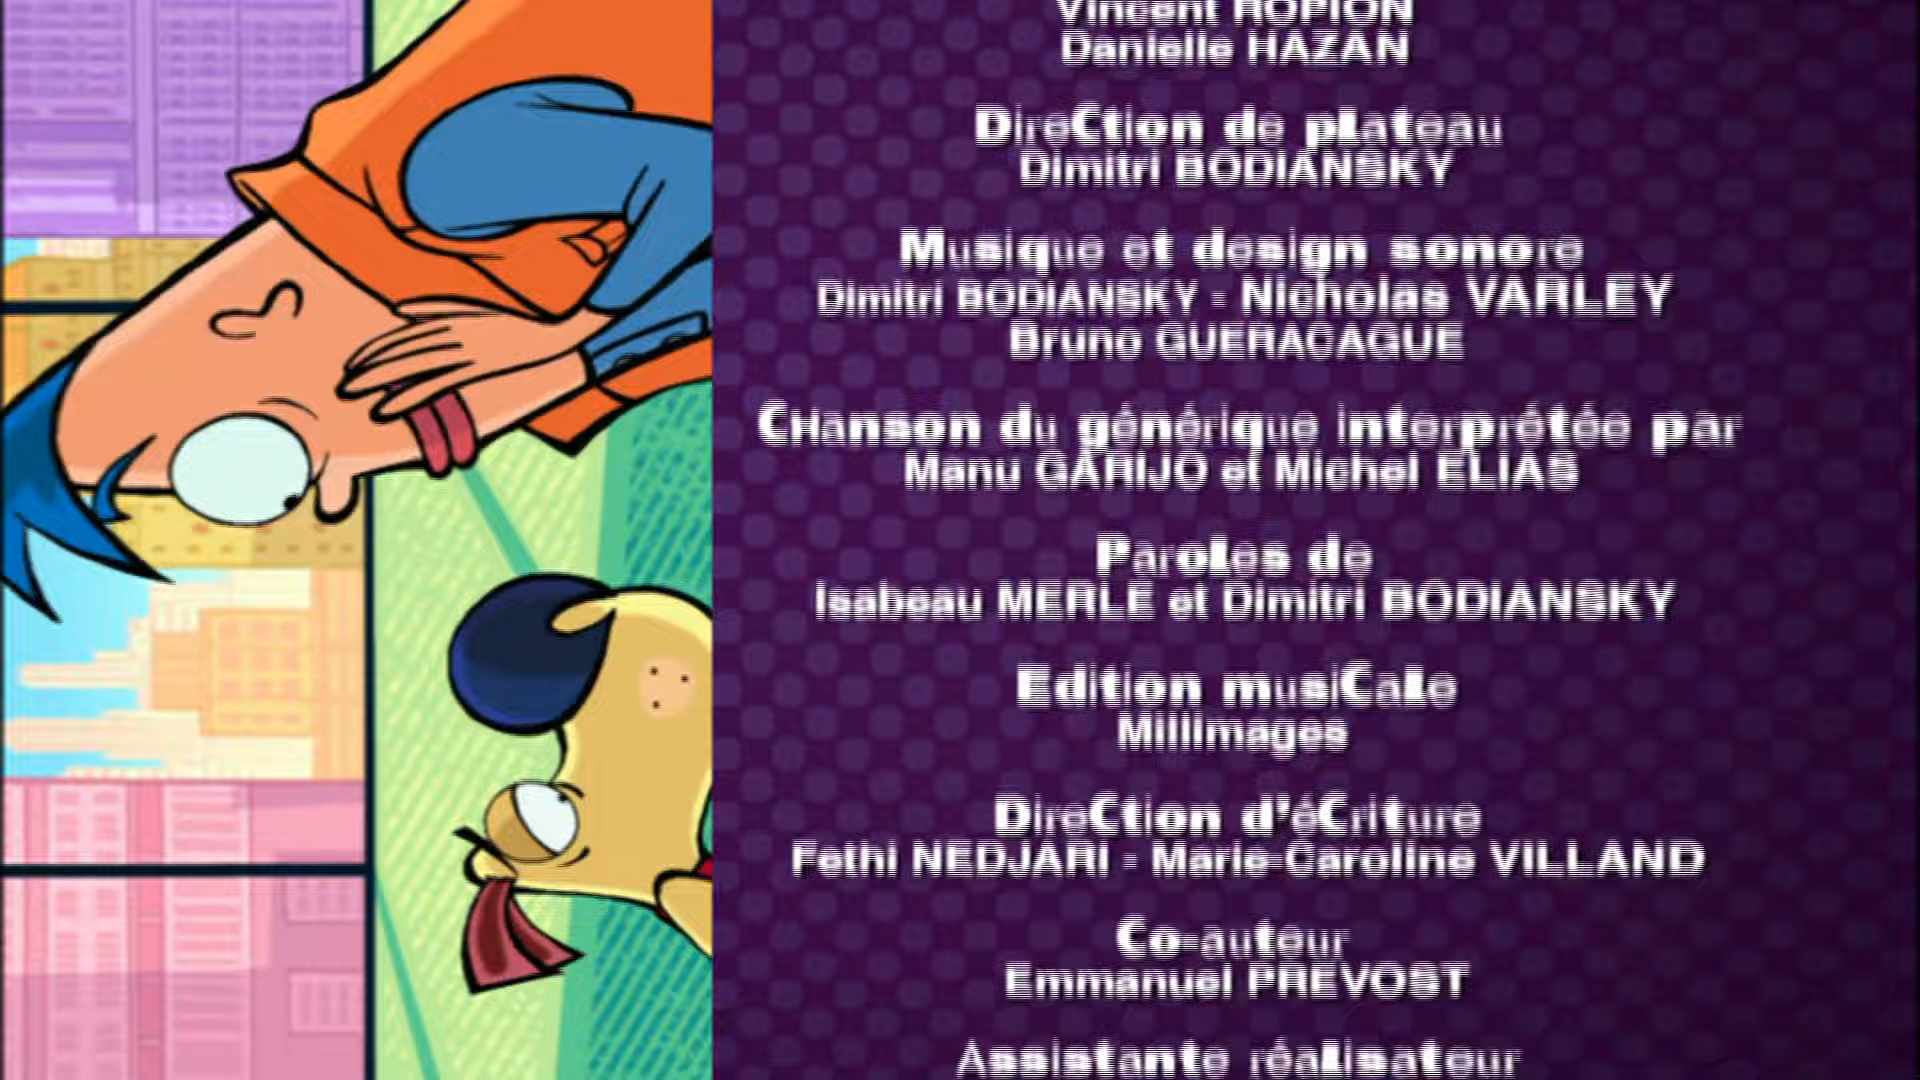 Vincent ROPION
Danielle HAZAN
DireCtion de plateau
Dimitri BODIANSKY
Musique et design sonore
Dimitri BODIANSKY - Nicholas VARLEY
Bruno GUERACAGUE
CHanson du générique interprétée par
Manu GARIJO et Michel ELIAS
Paroles de
Isabeau MERLE et Dimitri BODIANSKY
Edition musiCale
Millimages
DireCtion d'éCriture
Fethi NEDJARI - Marie-Caroline VILLAND
Co-auteur
Emmanuel PREVOST
Assistante réalisateur